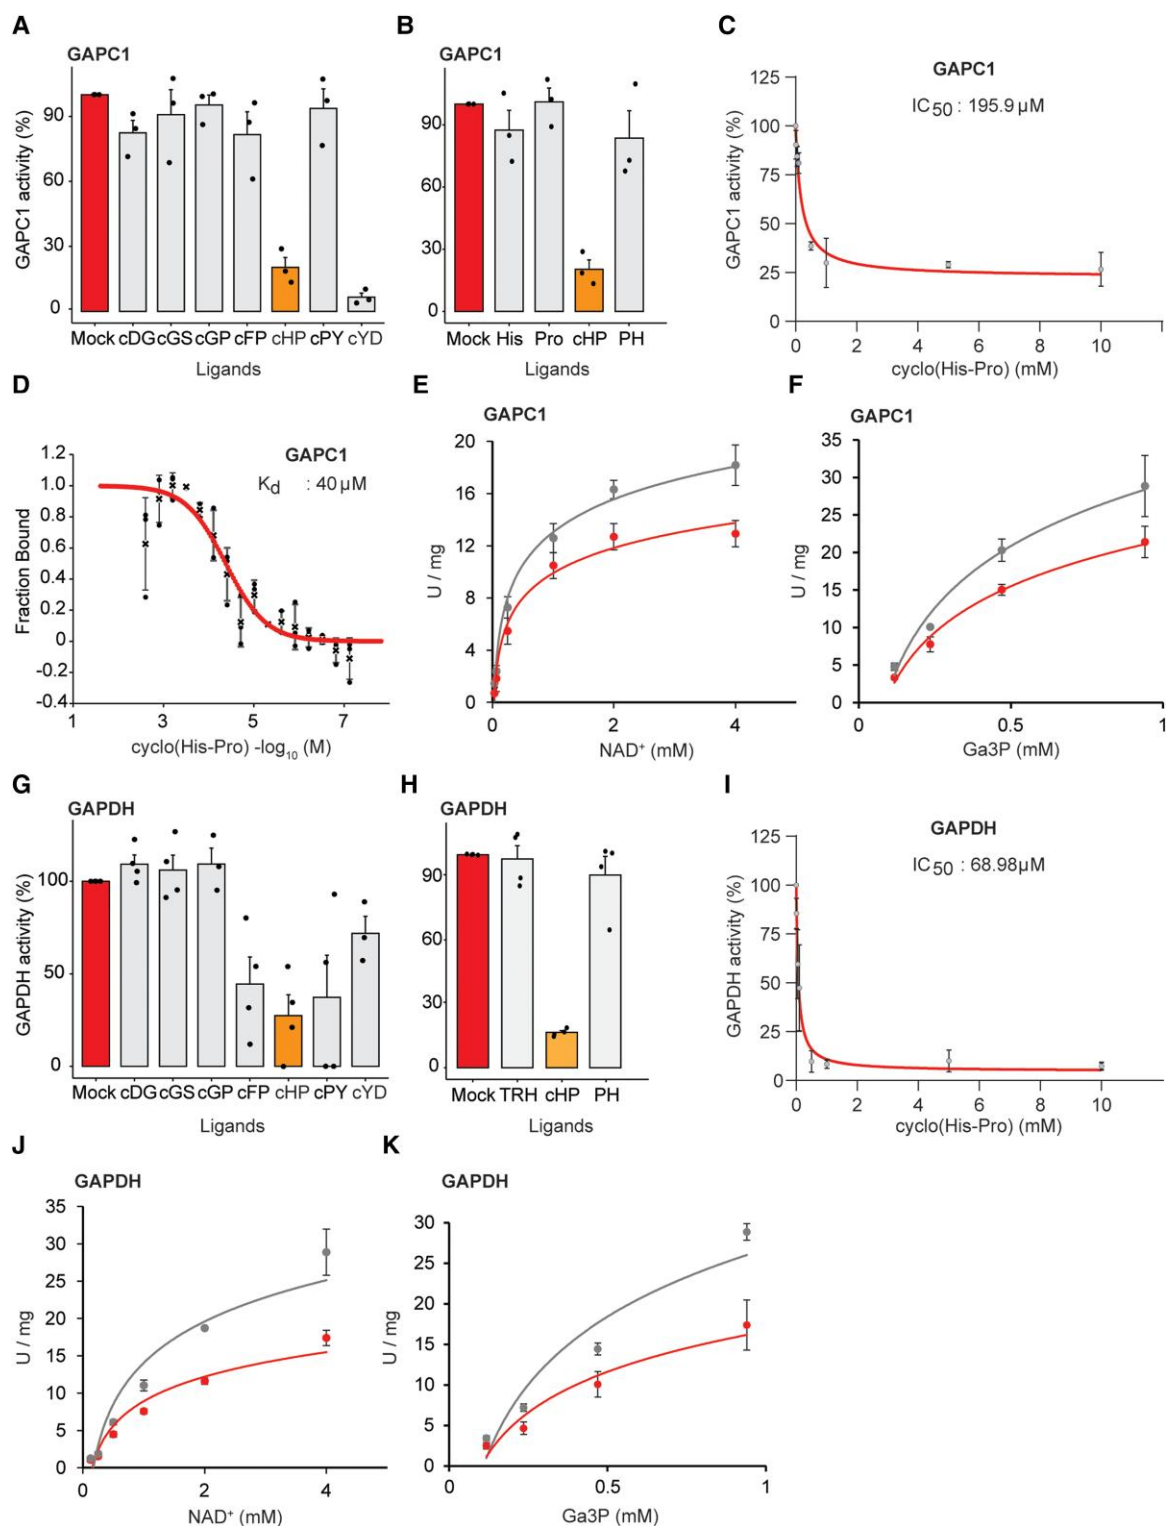 A
GAPC1
GAPC1 activity (%)
90
60
30
0
Mock cDG cGS cGP cFP cHP cPY cYD
Ligands
B
GAPC1
90
60
30
0
Mock His Pro cHP PH
Ligands
C
GAPC1
IC50 : 195.9 µM
GAPC1 activity (%)
125
100
75
50
25
0
0 2 4 6 8 10
cyclo(His-Pro) (mM)
D
GAPC1
Kd : 40 µM
Fraction Bound
1.2
1.0
0.8
0.6
0.4
0.2
0
-0.2
-0.4
1 3 5 7
cyclo(His-Pro) -log10 (M)
E
GAPC1
U / mg
20
16
12
8
4
0
0 2 4
NAD+ (mM)
F
GAPC1
U / mg
35
30
25
20
15
10
5
0
0 0.5 1
Ga3P (mM)
G
GAPDH
GAPDH activity (%)
100
50
0
Mock cDG cGS cGP cFP cHP cPY cYD
Ligands
H
GAPDH
90
60
30
0
Mock TRH cHP PH
Ligands
I
GAPDH
IC50 : 68.98µM
GAPDH activity (%)
125
100
75
50
25
0
0 2 4 6 8 10
cyclo(His-Pro) (mM)
J
GAPDH
U / mg
35
30
25
20
15
10
5
0
0 2 4
NAD+ (mM)
K
GAPDH
U / mg
30
25
20
15
10
5
0
0 0.5 1
Ga3P (mM)